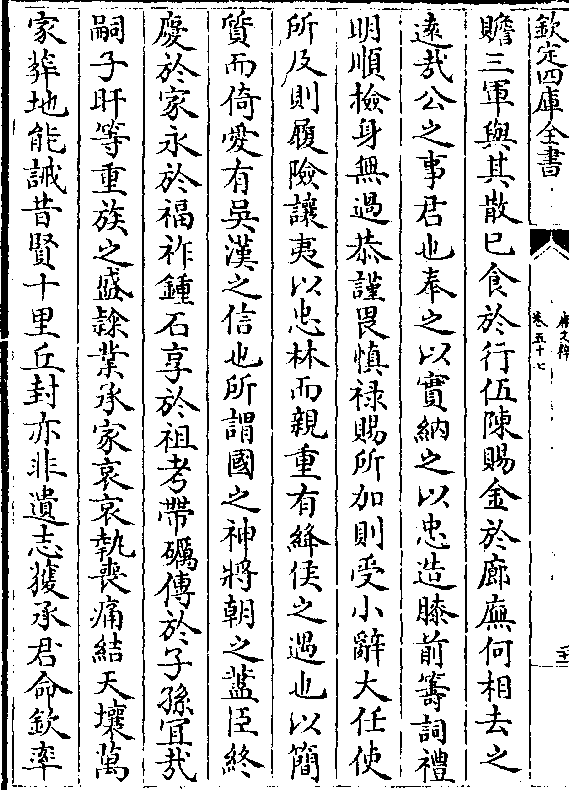 欽定四庫全書
唐文粹
卷五十七
贍三軍與其散已食於行伍陳賜金於廊廡何相去之
遠哉公之事君也奉之以實納之以忠造膝前籌詞禮
明順檢身無過恭謹畏慎祿賜所加則受小辭大任使
所及則履險讓夷以忠林而親重有絳侯之遇也以簡
質而倚愛有吳漢之信也所謂國之神將朝之藎臣終
慶於家永於福祚鍾石享於祖考帶礪傳於子孫宜哉
嗣子旰等重族之盛隸業承家哀哀執喪痛結天壤萬
家葬地能誡昔賢十里丘封亦非遺志獲承君命欽率